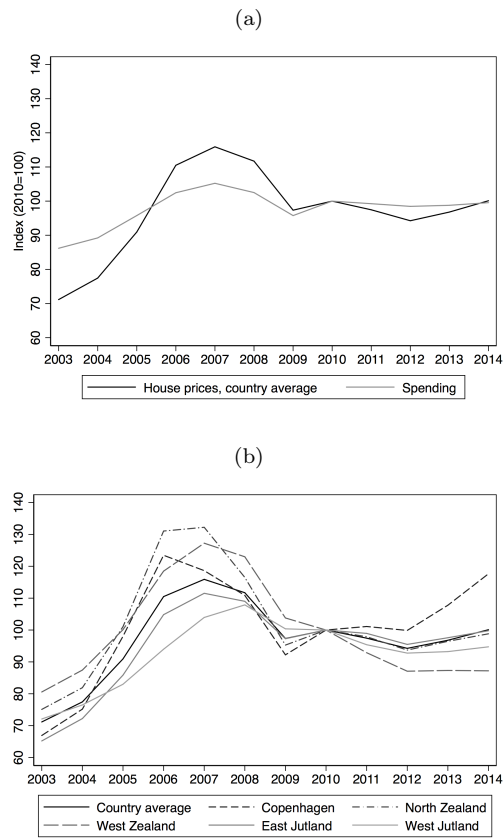 (a)
Index (2010=100)
140
130
120
110
100
90
80
70
60
2003 2004 2005 2006 2007 2008 2009 2010 2011 2012 2013 2014
House prices, country average Spending
(b)
140
130
120
110
100
90
80
70
60
2003 2004 2005 2006 2007 2008 2009 2010 2011 2012 2013 2014
Country average Copenhagen North Zealand
West Zealand East Jutland West Jutland